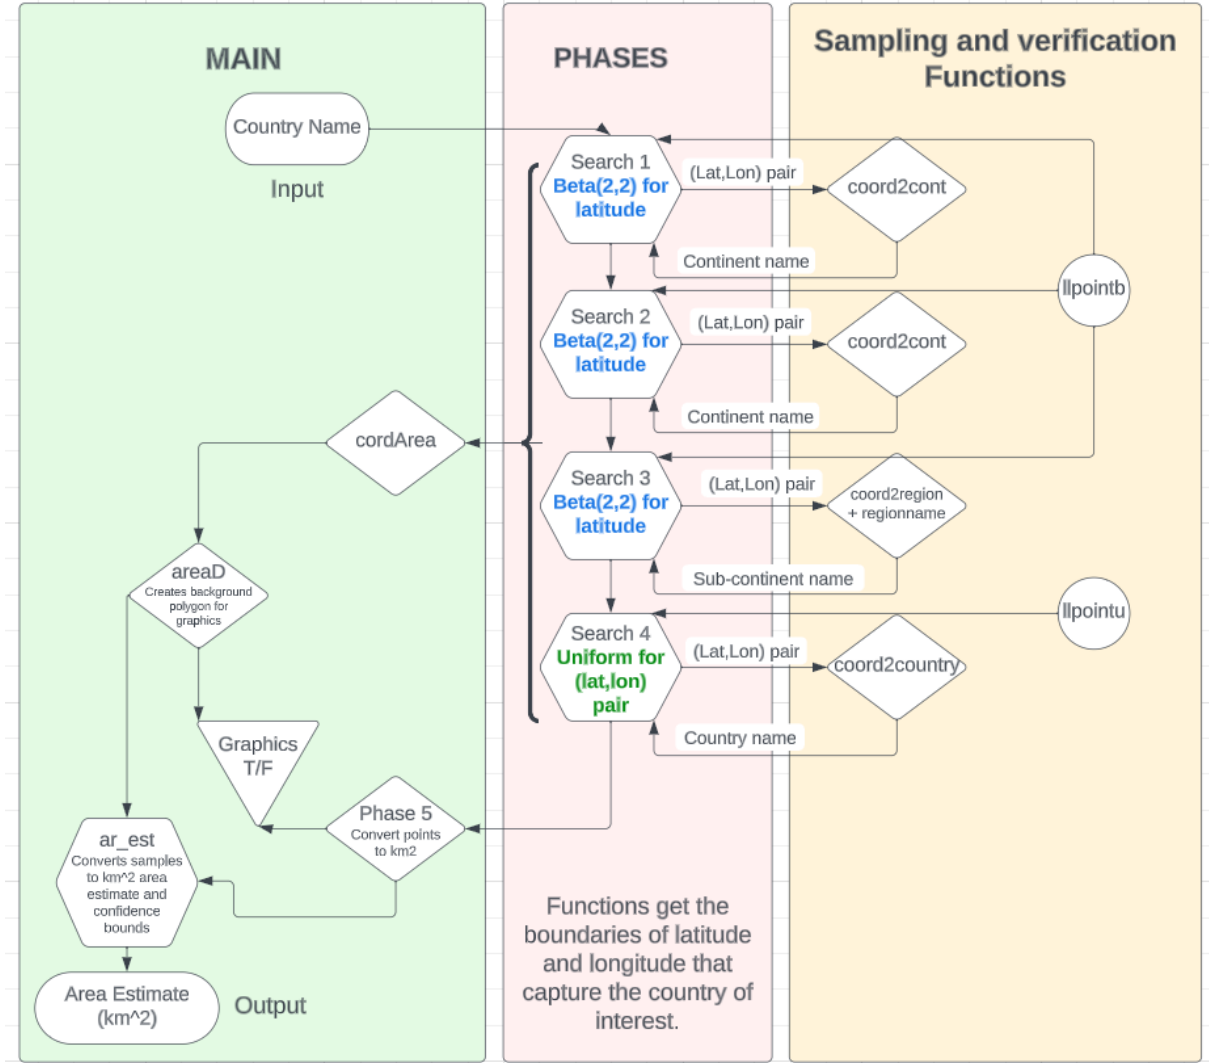 MAIN
Country Name
Input
cordArea
areaD
Creates background
polygon for
graphics
Graphics
T/F
Phase 5
Convert points
to km2
ar_est
Converts samples
to km^2 area
estimate and
confidence
bounds
Area Estimate
(km^2)
Output
PHASES
Search 1
Beta(2,2) for
latitude
(Lat,Lon) pair
Continent name
Search 2
Beta(2,2) for
latitude
(Lat,Lon) pair
Continent name
Search 3
Beta(2,2) for
latitude
(Lat,Lon) pair
Sub-continent name
Search 4
Uniform for
(lat,lon)
pair
(Lat,Lon) pair
Country name
Functions get the
boundaries of latitude
and longitude that
capture the country of
interest.
Sampling and verification
Functions
coord2cont
llpointb
coord2cont
coord2region
+ regionname
llpointu
coord2country